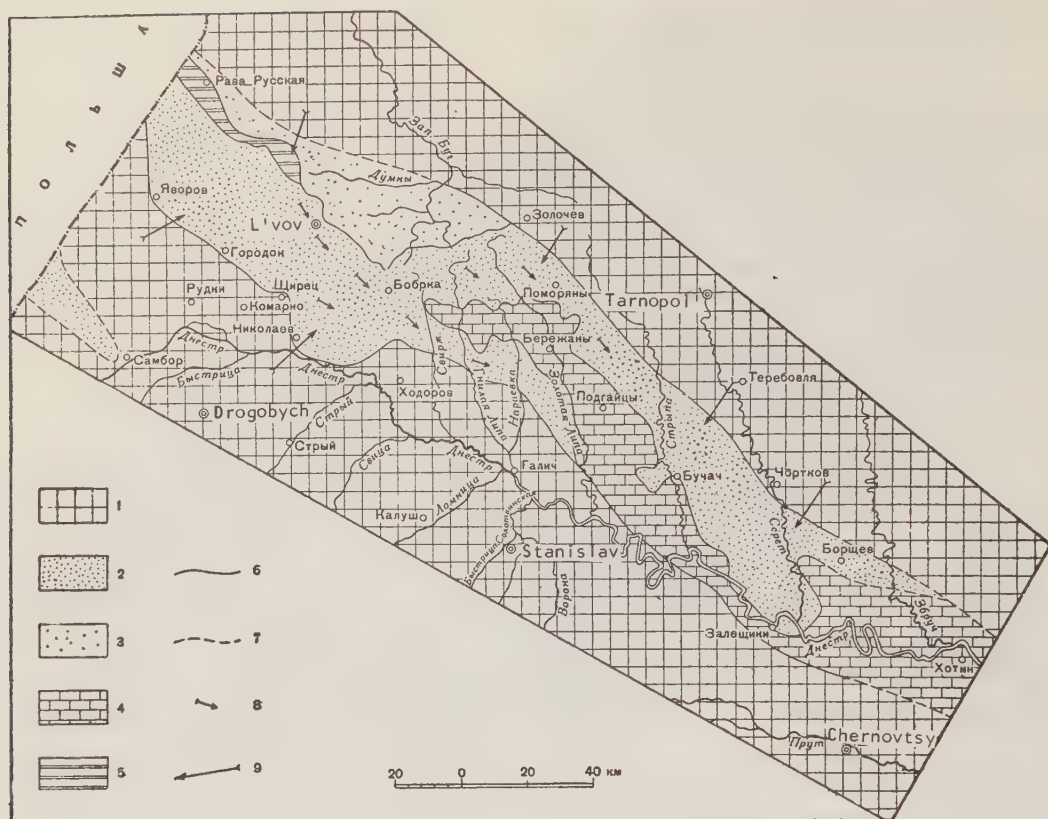 ПОЛЬША
Рава Русская
Зап. Буг
Думны
Яворов
L'vov
Золочев
Городок
Щирец
Бобрка
Поморяны
Tarnopol'
Рудки
Комарно
Николаев
Бережаны
Самбор
Днестр
Быстрица
Днестр
Свирж
Гнилая Липа
Нараевка
Золотая Липа
Стрыпа
Теребовля
Ходоров
Подгайцы
Drogobych
Стрый
Стрый
Свица
Днестр
Галич
Бучач
Чортков
Ломница
Калуш
Быстрица Солотвинская
Stanislav
Ворона
Серет
Борщев
Збруч
Залещики
Днестр
Хотин
Прут
Chernovtsy
1
2
3
4
5
6
7
8
9
20 0 20 40 км